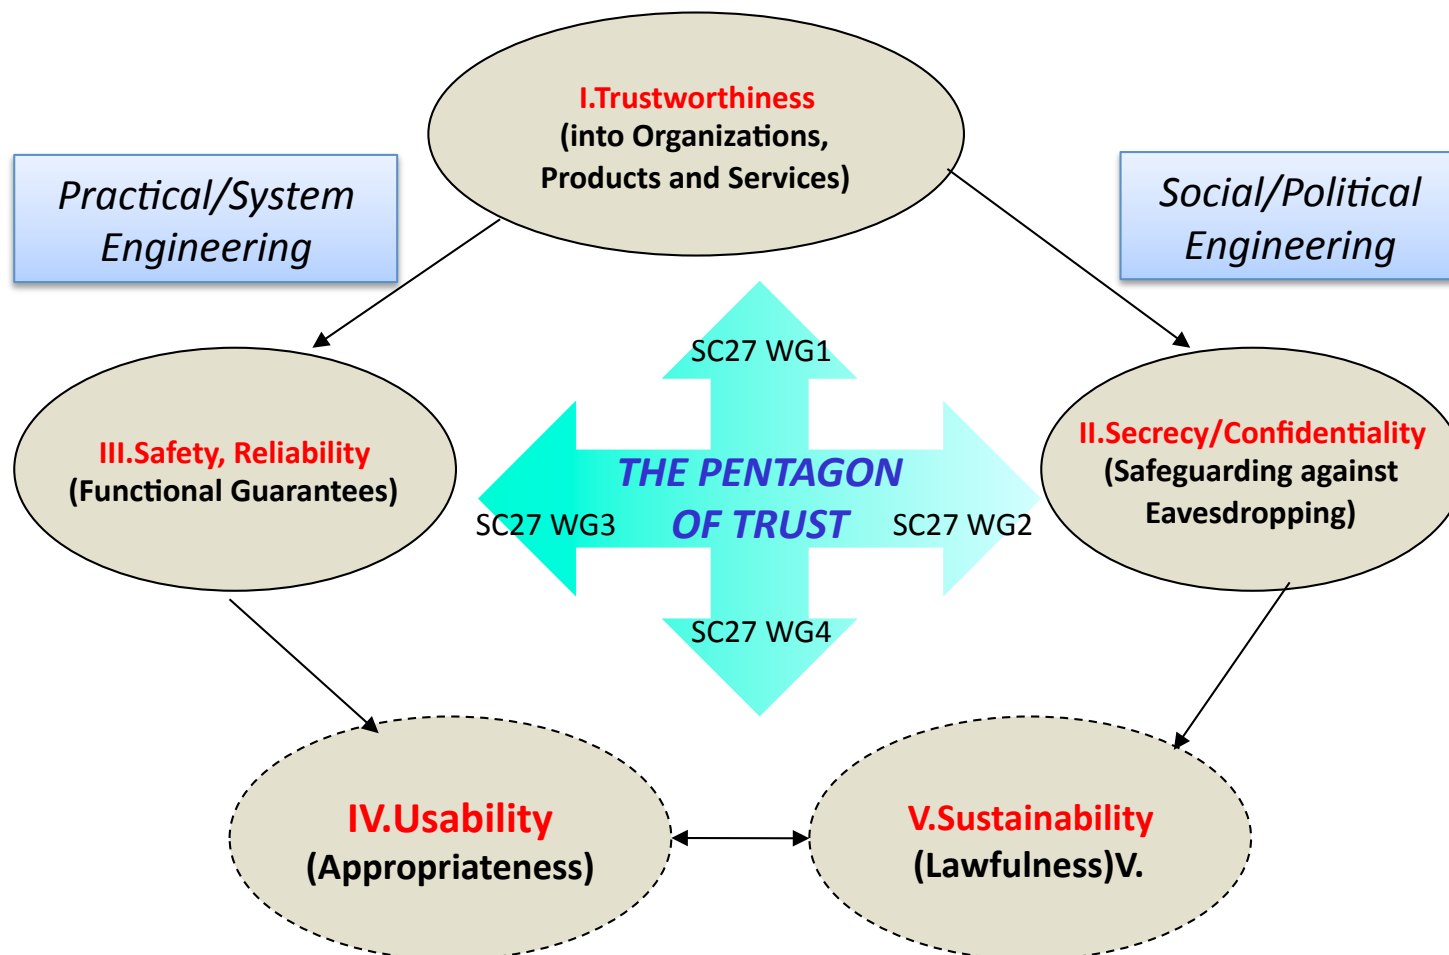 I.Trustworthiness
(into Organizations,
Products and Services)
Practical/System
Engineering
Social/Political
Engineering
SC27 WG1
III.Safety, Reliability
(Functional Guarantees)
II.Secrecy/Confidentiality
(Safeguarding against
Eavesdropping)
THE PENTAGON
OF TRUST
SC27 WG3
SC27 WG2
SC27 WG4
IV.Usability
(Appropriateness)
V.Sustainability
(Lawfulness)V.